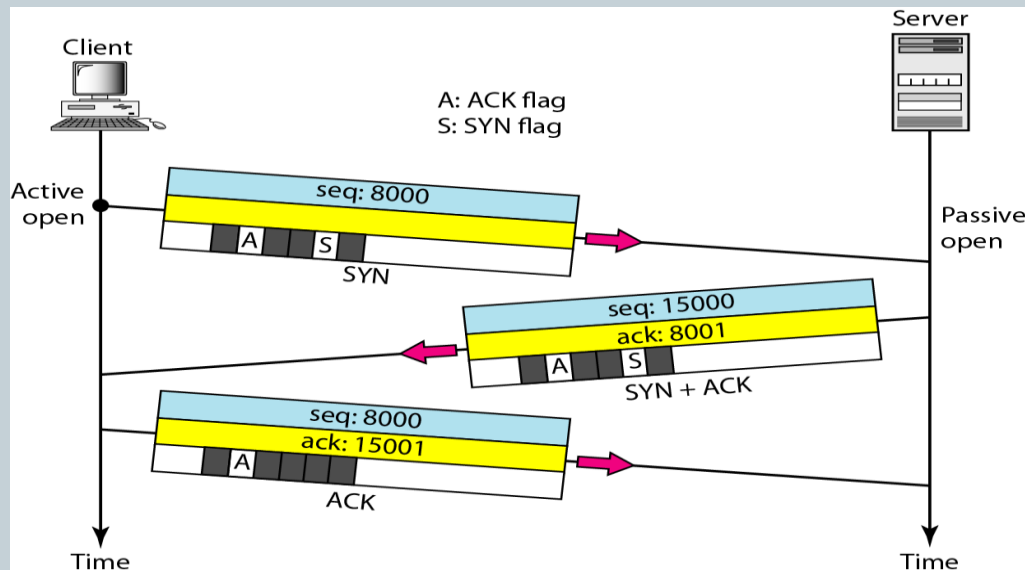 Client
Server
A: ACK flag
S: SYN flag
Active
open
Passive
open
seq: 8000
A
S
SYN
seq: 15000
ack: 8001
A
S
SYN + ACK
seq: 8000
ack: 15001
A
ACK
Time
Time